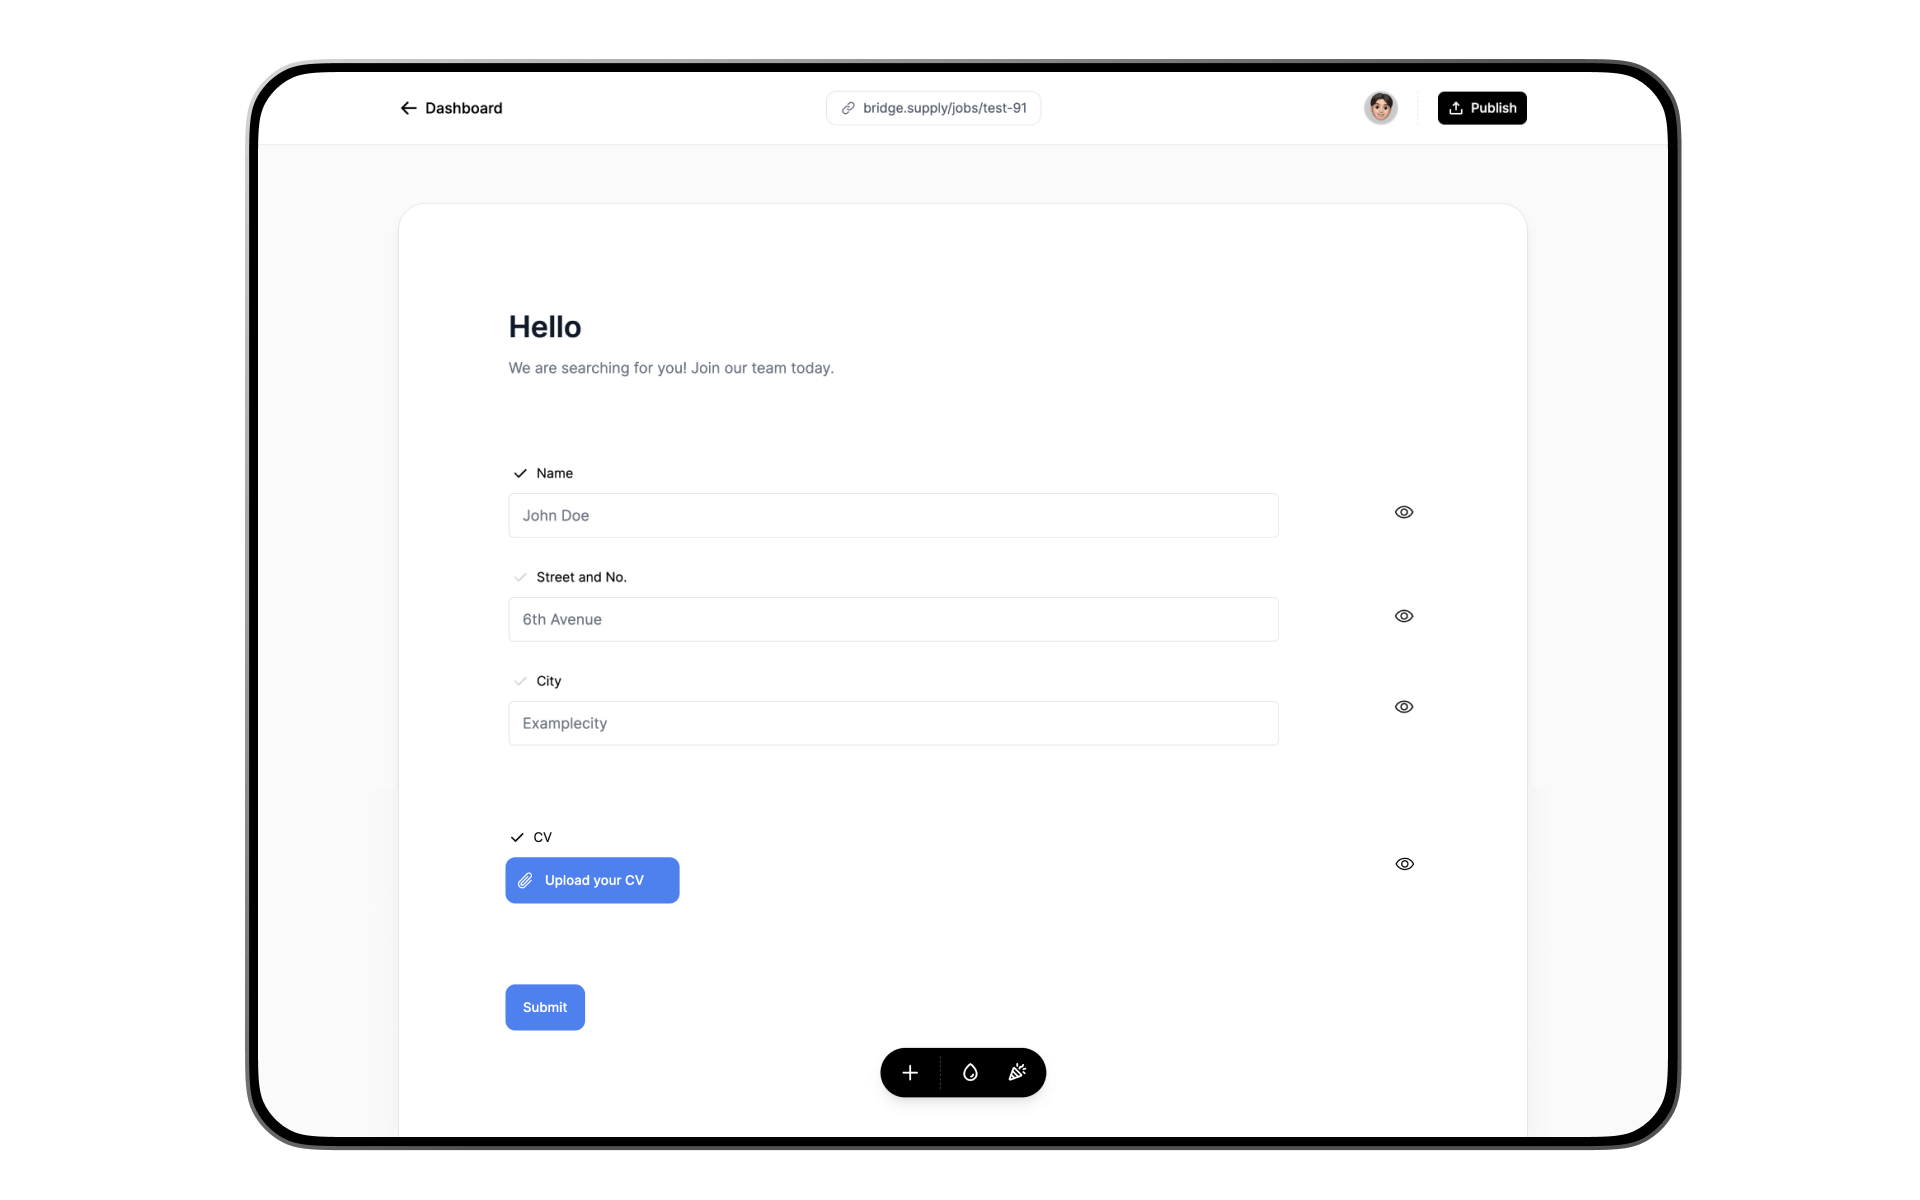 Dashboard
bridge.supply/jobs/test-91
Publish
Hello
We are searching for you! Join our team today.
Name
John Doe
Street and No.
6th Avenue
City
Examplecity
CV
Upload your CV
Submit